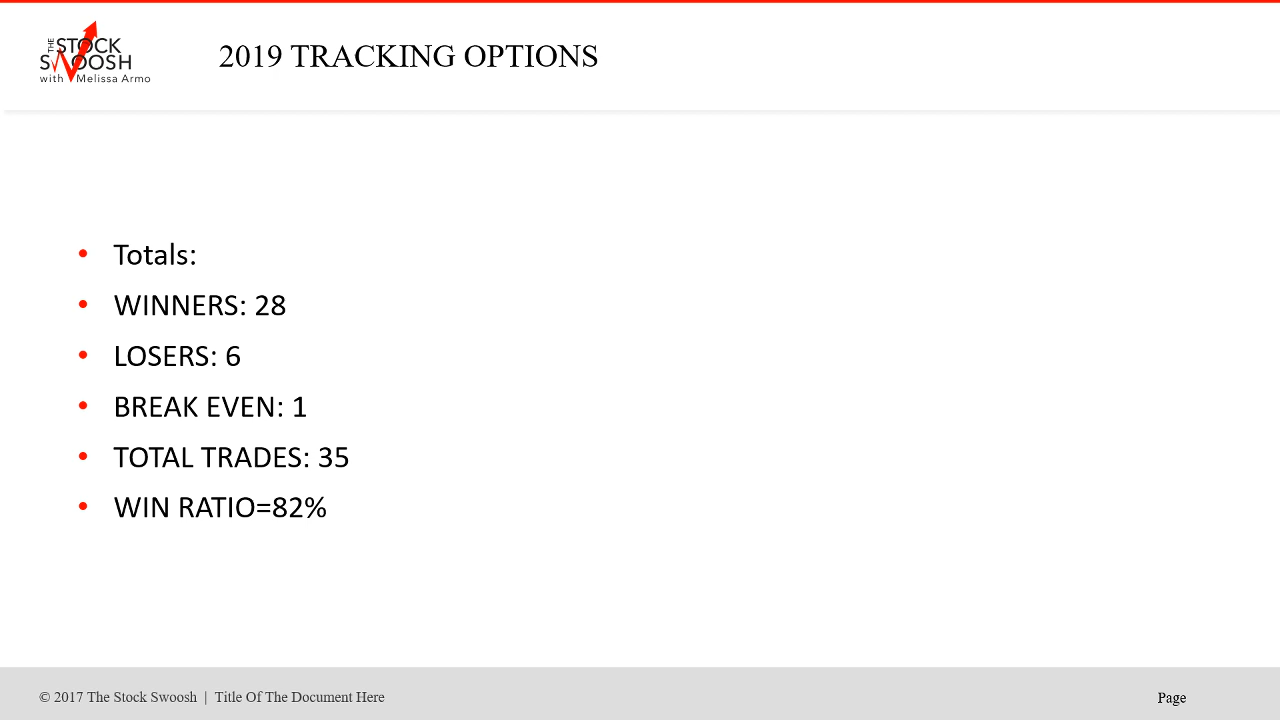 THE
STOCK
SWOOSH
with Melissa Armo
2019 TRACKING OPTIONS
• Totals:
• WINNERS: 28
• LOSERS: 6
• BREAK EVEN: 1
• TOTAL TRADES: 35
• WIN RATIO=82%
© 2017 The Stock Swoosh | Title Of The Document Here
Page